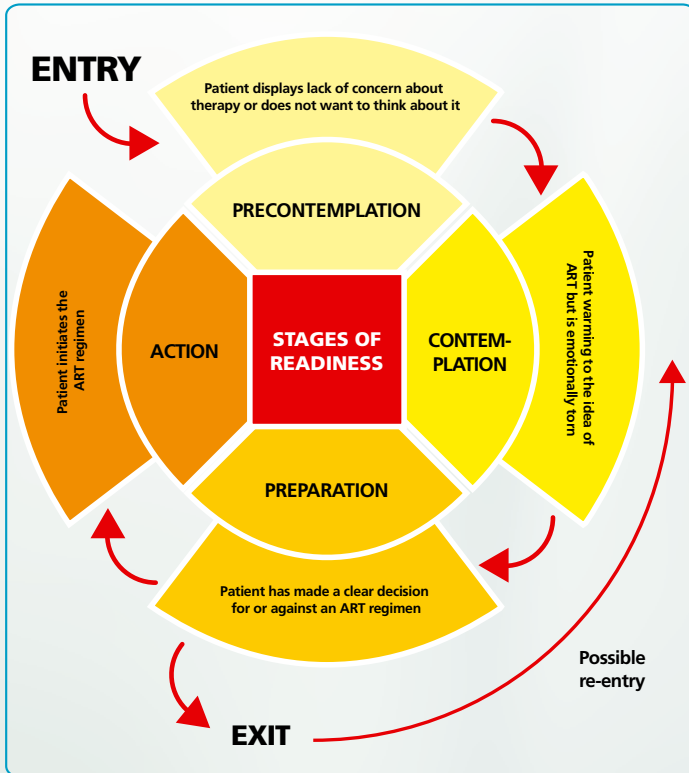 ENTRY
Patient displays lack of concern about
therapy or does not want to think about it
PRECONTEMPLATION
Patient initiates the
ART regimen
ACTION
STAGES OF
READINESS
CONTEM-
PLATION
Patient warming to the idea of
ART but is emotionally torn
PREPARATION
Patient has made a clear decision
for or against an ART regimen
Possible
re-entry
EXIT